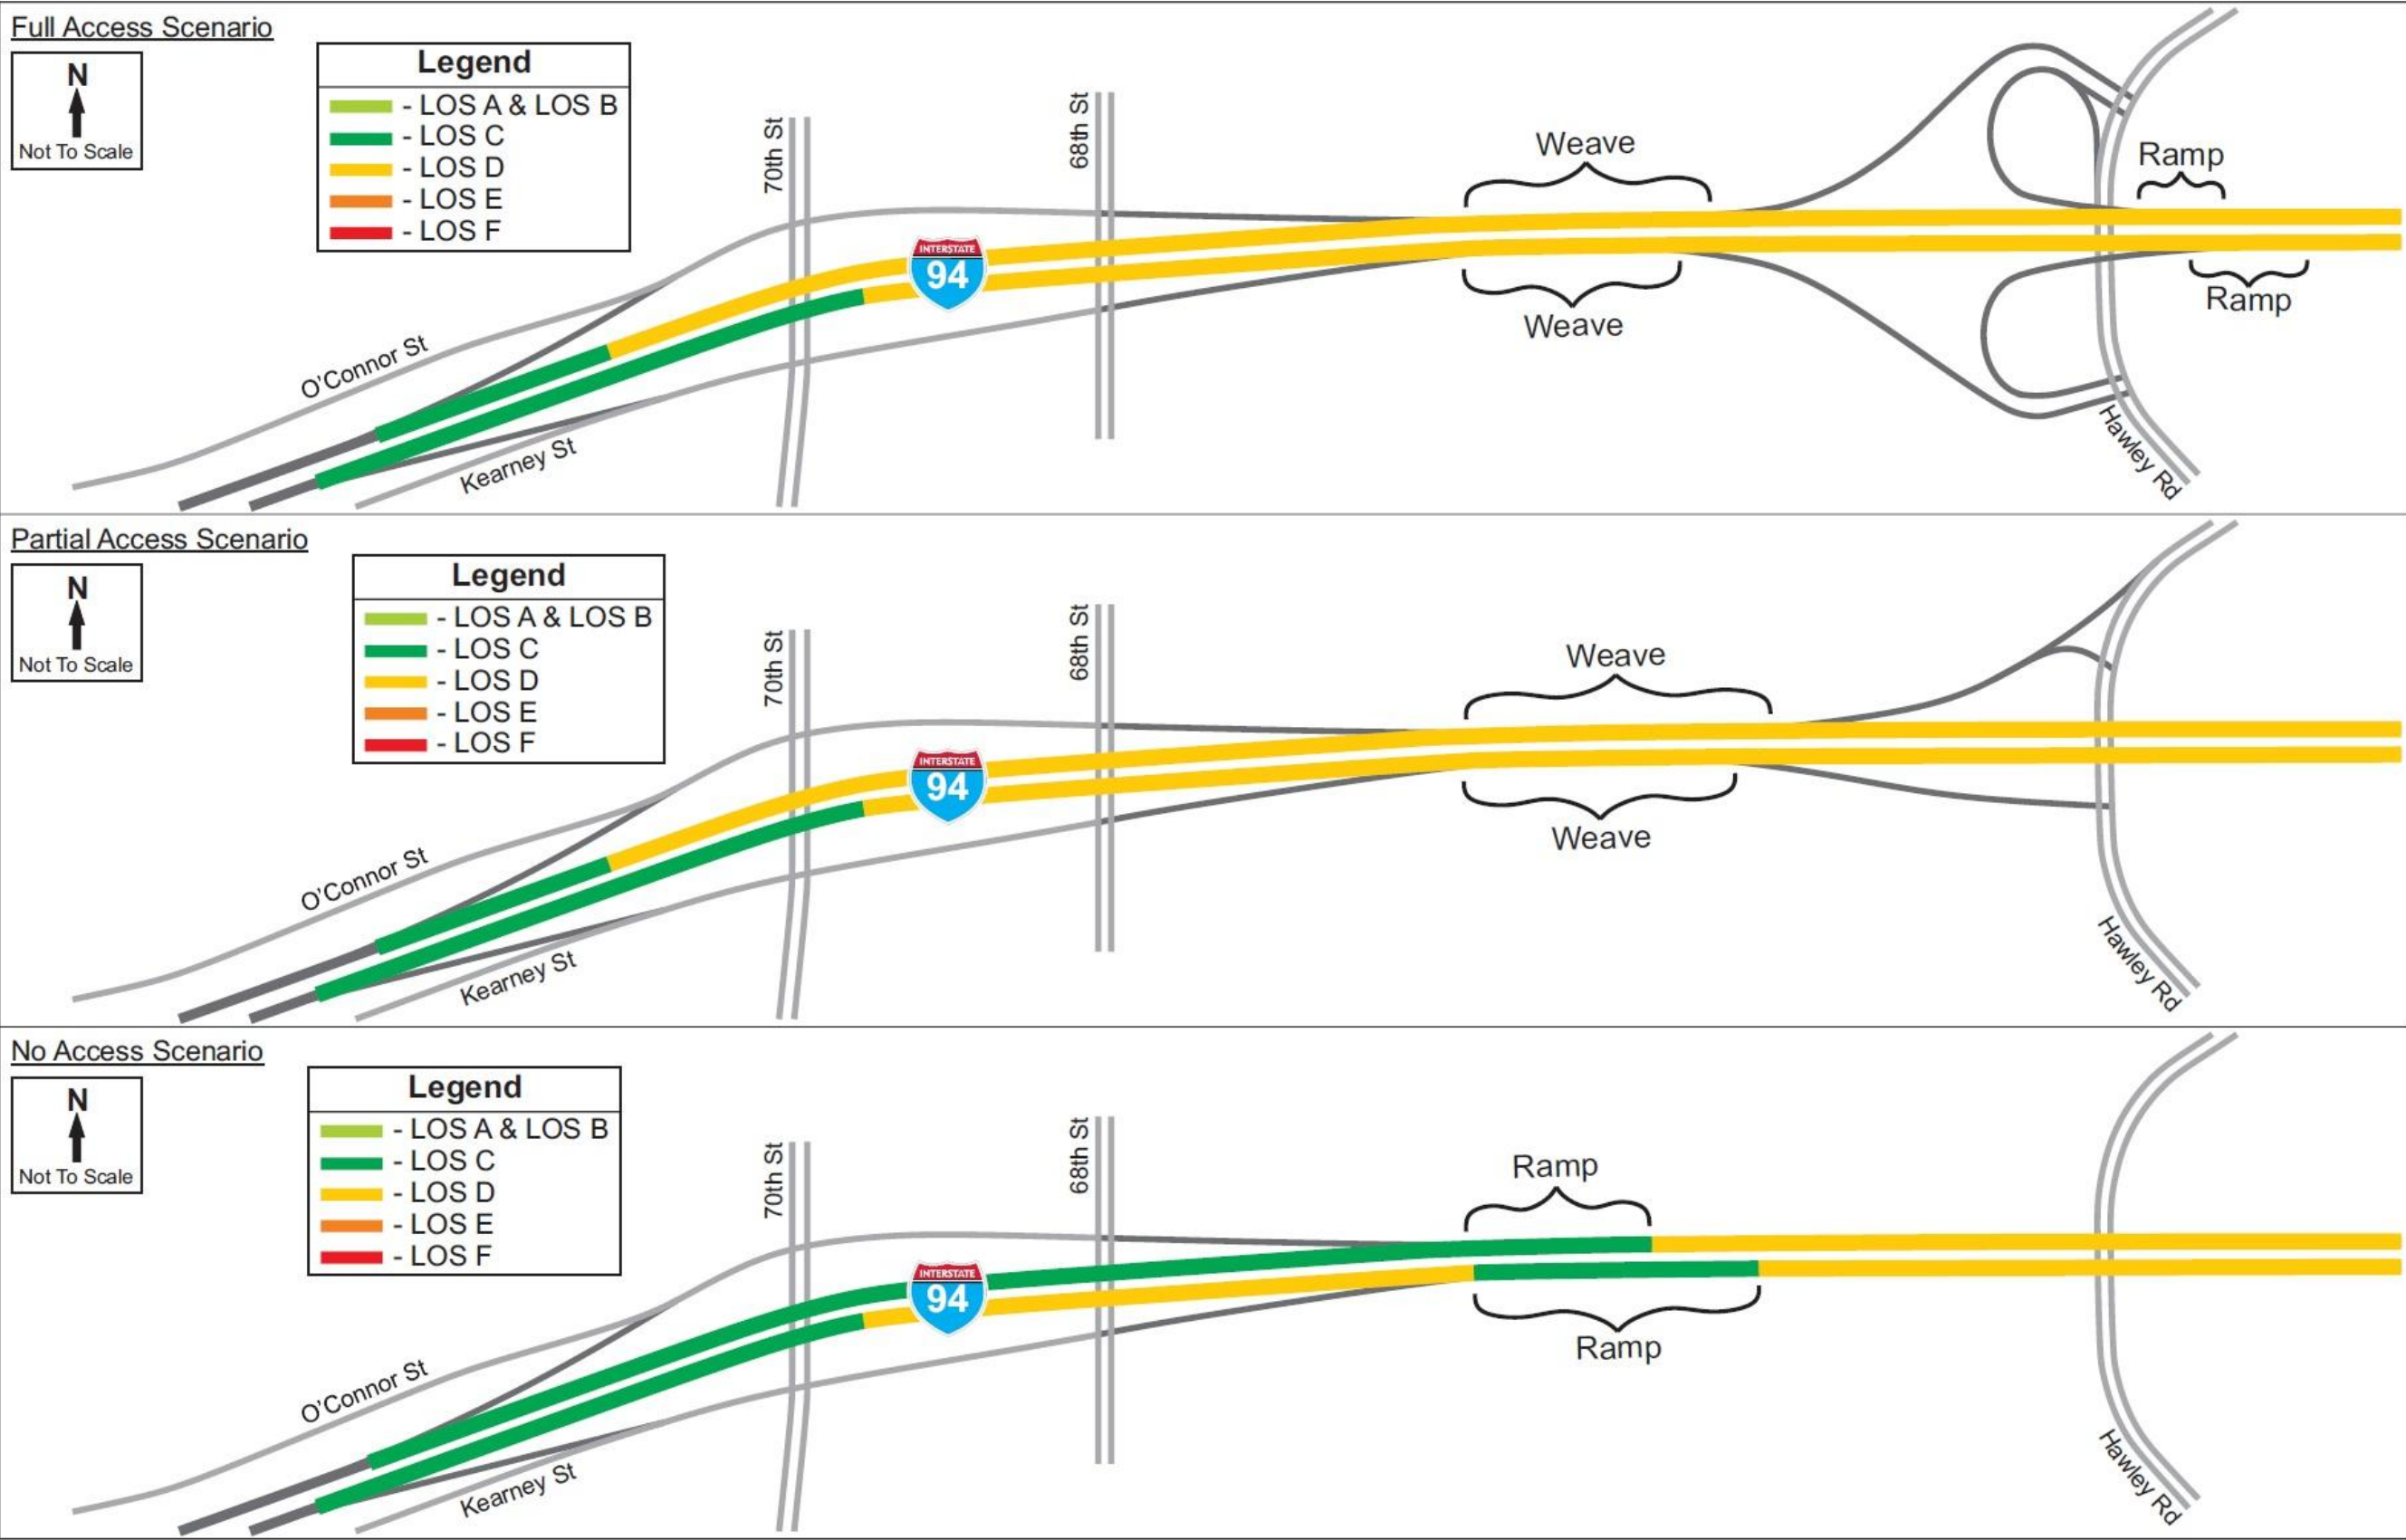 Full Access Scenario
N
Not To Scale
Legend
- LOS A & LOS B
- LOS C
- LOS D
- LOS E
- LOS F
70th St
68th St
Weave
Ramp
INTERSTATE
94
Weave
Ramp
O'Connor St
Kearney St
Hawley Rd
Partial Access Scenario
N
Not To Scale
Legend
- LOS A & LOS B
- LOS C
- LOS D
- LOS E
- LOS F
70th St
68th St
Weave
INTERSTATE
94
Weave
O'Connor St
Kearney St
Hawley Rd
No Access Scenario
N
Not To Scale
Legend
- LOS A & LOS B
- LOS C
- LOS D
- LOS E
- LOS F
70th St
68th St
Ramp
INTERSTATE
94
Ramp
O'Connor St
Kearney St
Hawley Rd